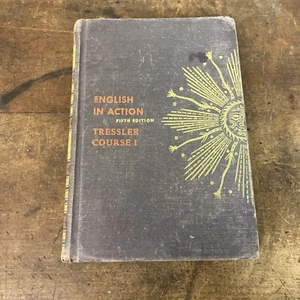 ENGLISH
IN ACTION
FIFTH EDITION
TRESSLER
COURSE I